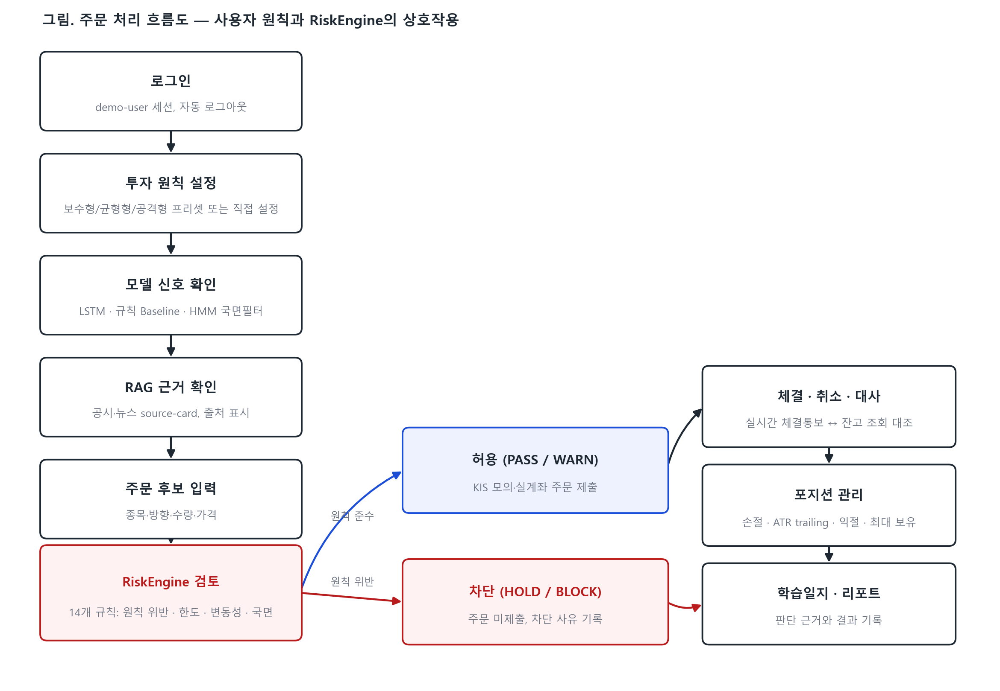 그림. 주문 처리 흐름도 — 사용자 원칙과 RiskEngine의 상호작용
로그인
demo-user 세션, 자동 로그아웃
투자 원칙 설정
보수형/균형형/공격형 프리셋 또는 직접 설정
모델 신호 확인
LSTM · 규칙 Baseline · HMM 국면필터
RAG 근거 확인
공시·뉴스 source-card, 출처 표시
주문 후보 입력
종목·방향·수량·가격
RiskEngine 검토
14개 규칙: 원칙 위반 · 한도 · 변동성 · 국면
원칙 준수
원칙 위반
허용 (PASS / WARN)
KIS 모의·실계좌 주문 제출
차단 (HOLD / BLOCK)
주문 미제출, 차단 사유 기록
체결 · 취소 · 대사
실시간 체결통보 ↔ 잔고 조회 대조
포지션 관리
손절 · ATR trailing · 익절 · 최대 보유
학습일지 · 리포트
판단 근거와 결과 기록